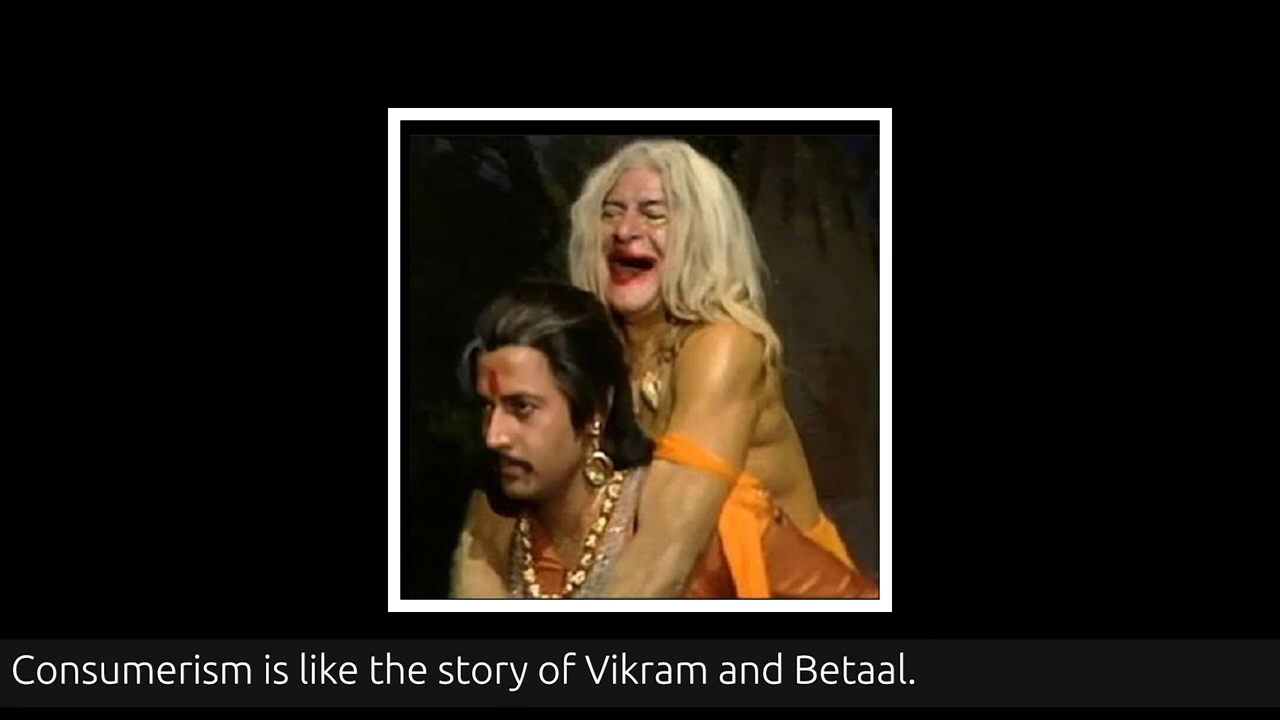 Consumerism is like the story of Vikram and Betaal.